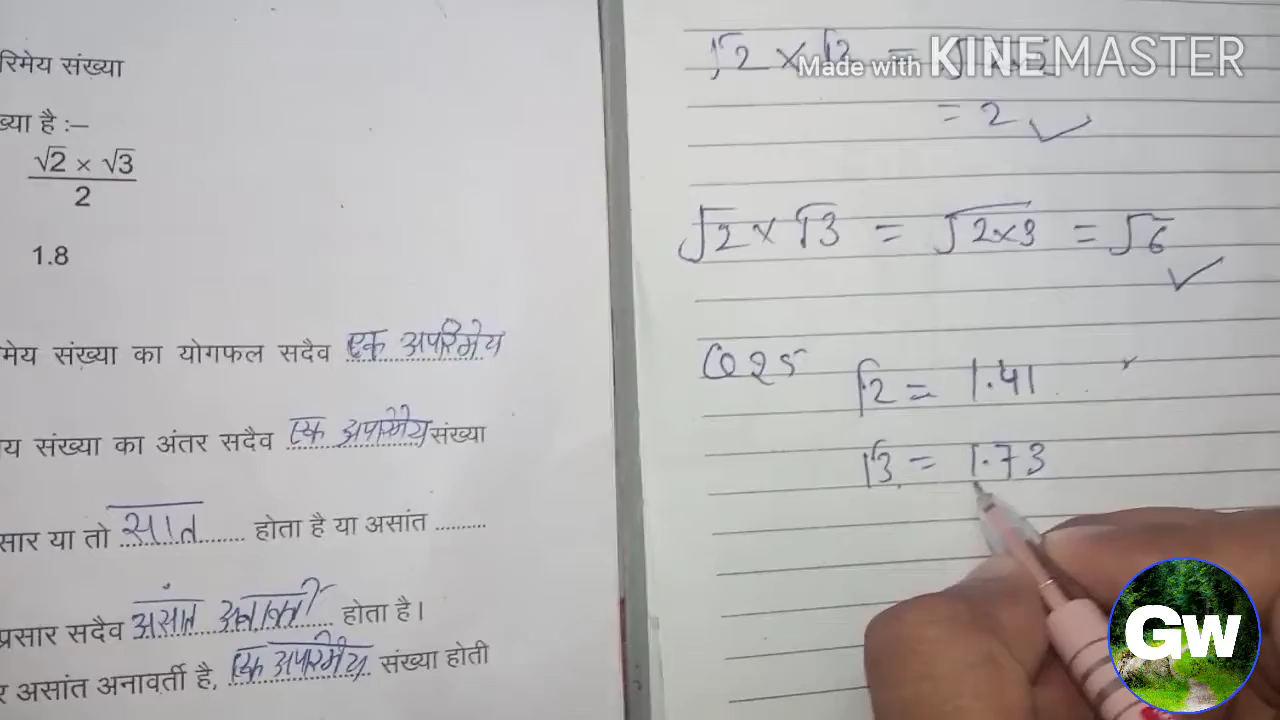 रिमेय संख्या
ख्या है :–
√2 × √3
2
1.8
मेय संख्या का योगफल सदैव एक अपरिमेय
य संख्या का अंतर सदैव एक अपरिमेय संख्या
सार या तो सांत होता है या असांत ..........
प्रसार सदैव असांत अनावर्ती होता है।
र असांत अनावर्ती है, एक अपरिमेय संख्या होती
√2 × √2 =
= 2
√2 × √3 = √2×3 = √6
Q25
√2 = 1.41
√3 = 1.73
Made with KINEMASTER
GW